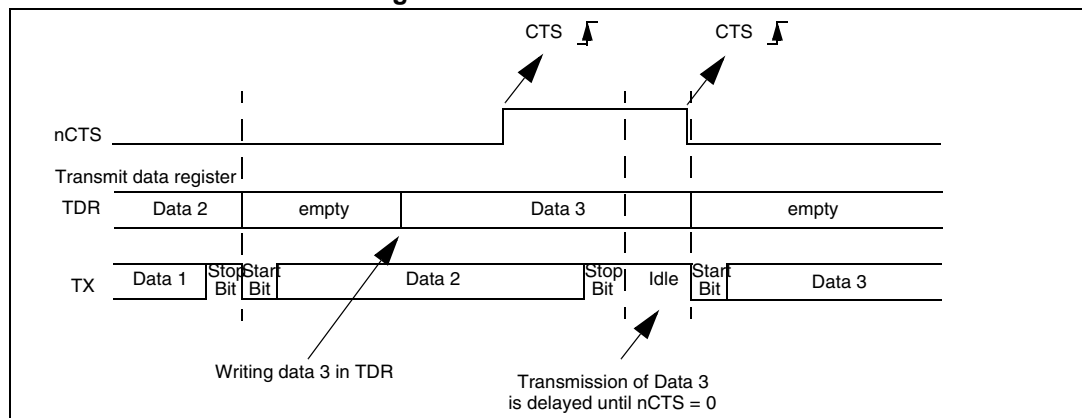 CTS CTS
nCTS
Transmit data register
TDR Data 2 empty Data 3 empty
TX Data 1 Stop Bit Start Bit Data 2 Stop Bit Idle Start Bit Data 3
Writing data 3 in TDR
Transmission of Data 3
is delayed until nCTS = 0